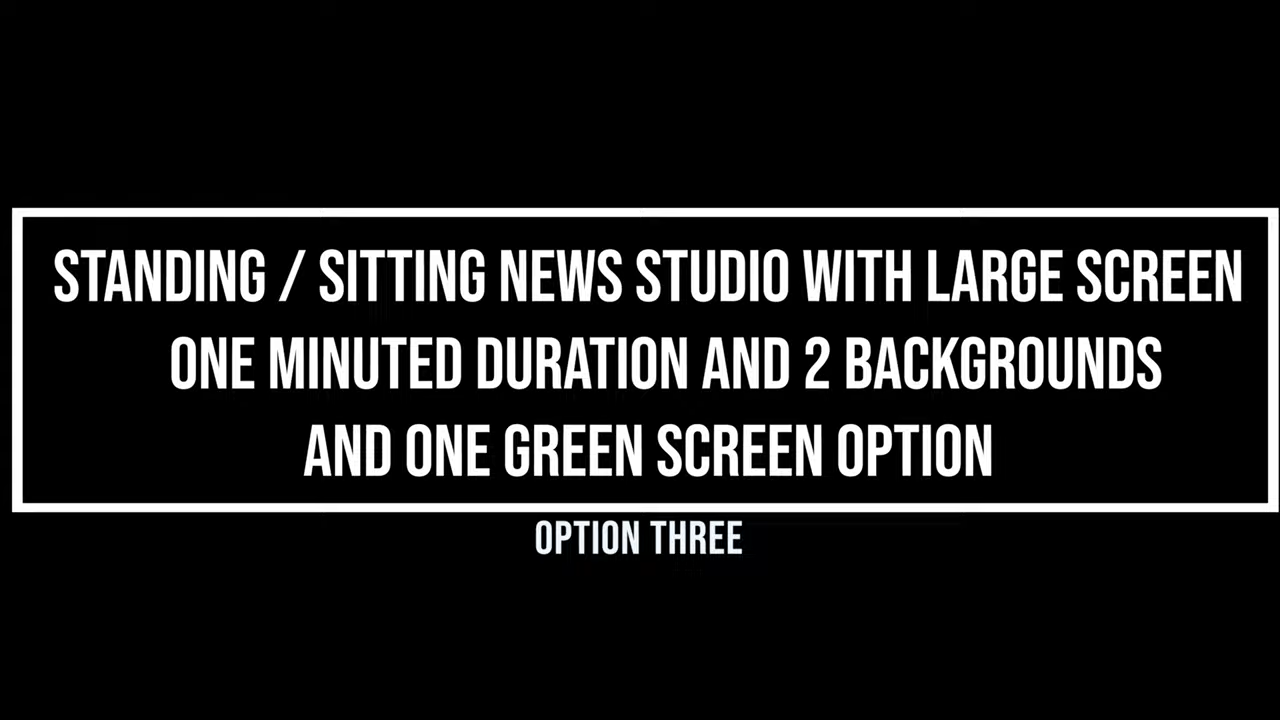 STANDING / SITTING NEWS STUDIO WITH LARGE SCREEN
ONE MINUTED DURATION AND 2 BACKGROUNDS
AND ONE GREEN SCREEN OPTION
OPTION THREE